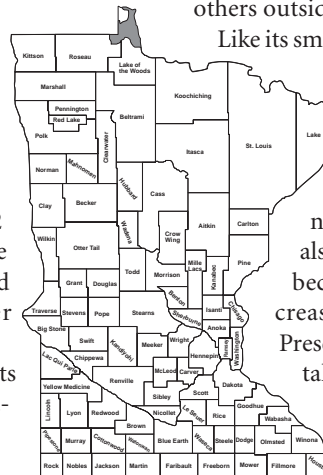 others outsid
Like its sm
Kittson
Roseau
Lake of
the Woods
Marshall
Koochiching
Pennington
Red Lake
Beltrami
St. Louis
Lake
Polk
Clearwater
Itasca
Norman
Mahnomen
Hubbard
Cass
Clay
Becker
Aitkin
Carlton
Wadena
Crow
Wing
Wilkin
Otter Tail
Mille
Lacs
Kanabec
Pine
Todd
Morrison
Grant
Douglas
Benton
Traverse
Stevens
Pope
Stearns
Sherburne
Isanti
Chisago
Big Stone
Anoka
Swift
Kandiyohi
Meeker
Wright
Hennepin
Ramsey
Washington
Lac Qui Parle
Chippewa
McLeod
Carver
Renville
Dakota
Yellow Medicine
Sibley
Scott
Goodhue
Lincoln
Lyon
Redwood
Nicollet
Le Sueur
Rice
Wabasha
Brown
Pipestone
Murray
Cottonwood
Watonwan
Blue Earth
Waseca
Steele
Dodge
Olmsted
Winona
Rock
Nobles
Jackson
Martin
Faribault
Freeborn
Mower
Fillmore
als
bec
creas
Prese
ta